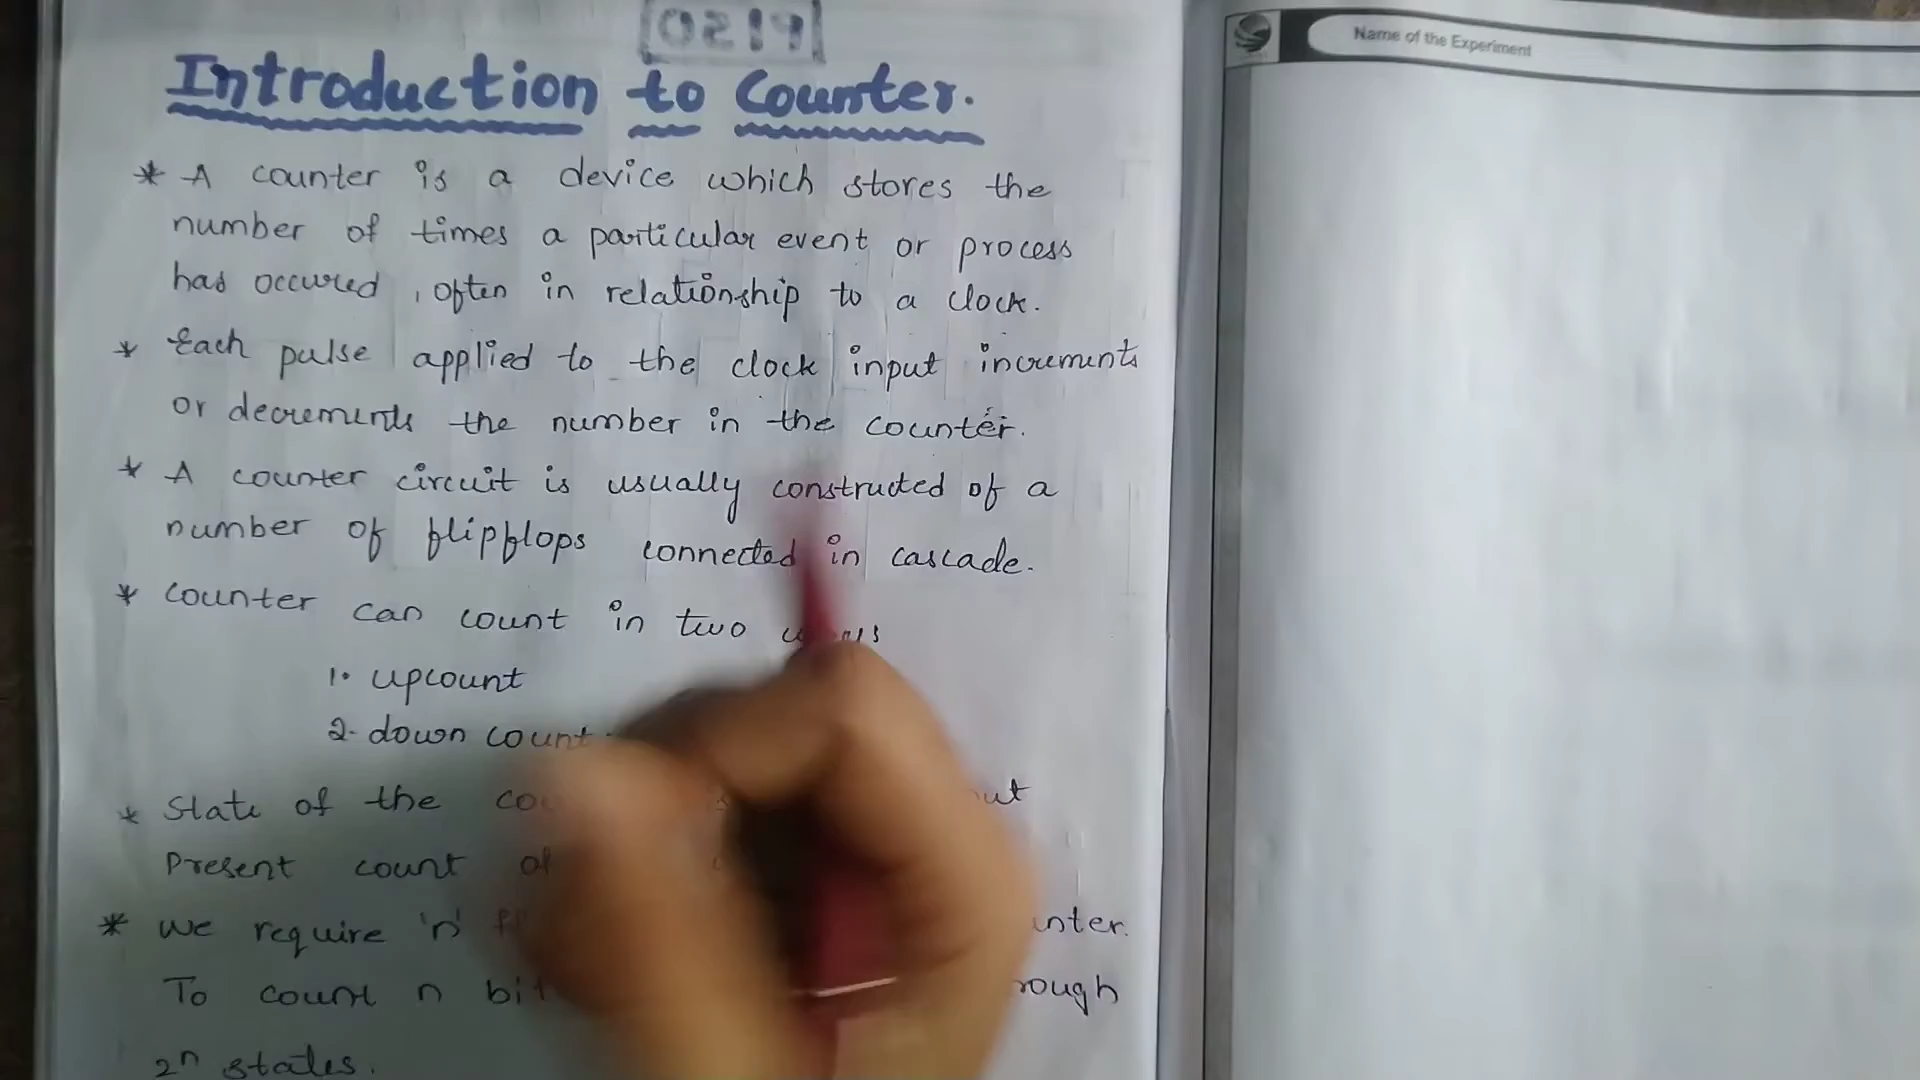 Introduction to Counter.
* A counter is a device which stores the
number of times a particular event or process
has occured, often in relationship to a clock.
* Each pulse applied to the clock input increments
or decrements the number in the counter.
* A counter circuit is usually constructed of a
number of flipflops connected in cascade.
* Counter can count in two
1. upcount
2. down count
* State of the
Present count of
* We require 'n'
To count n bit
2ⁿ states.
Name of the Experiment